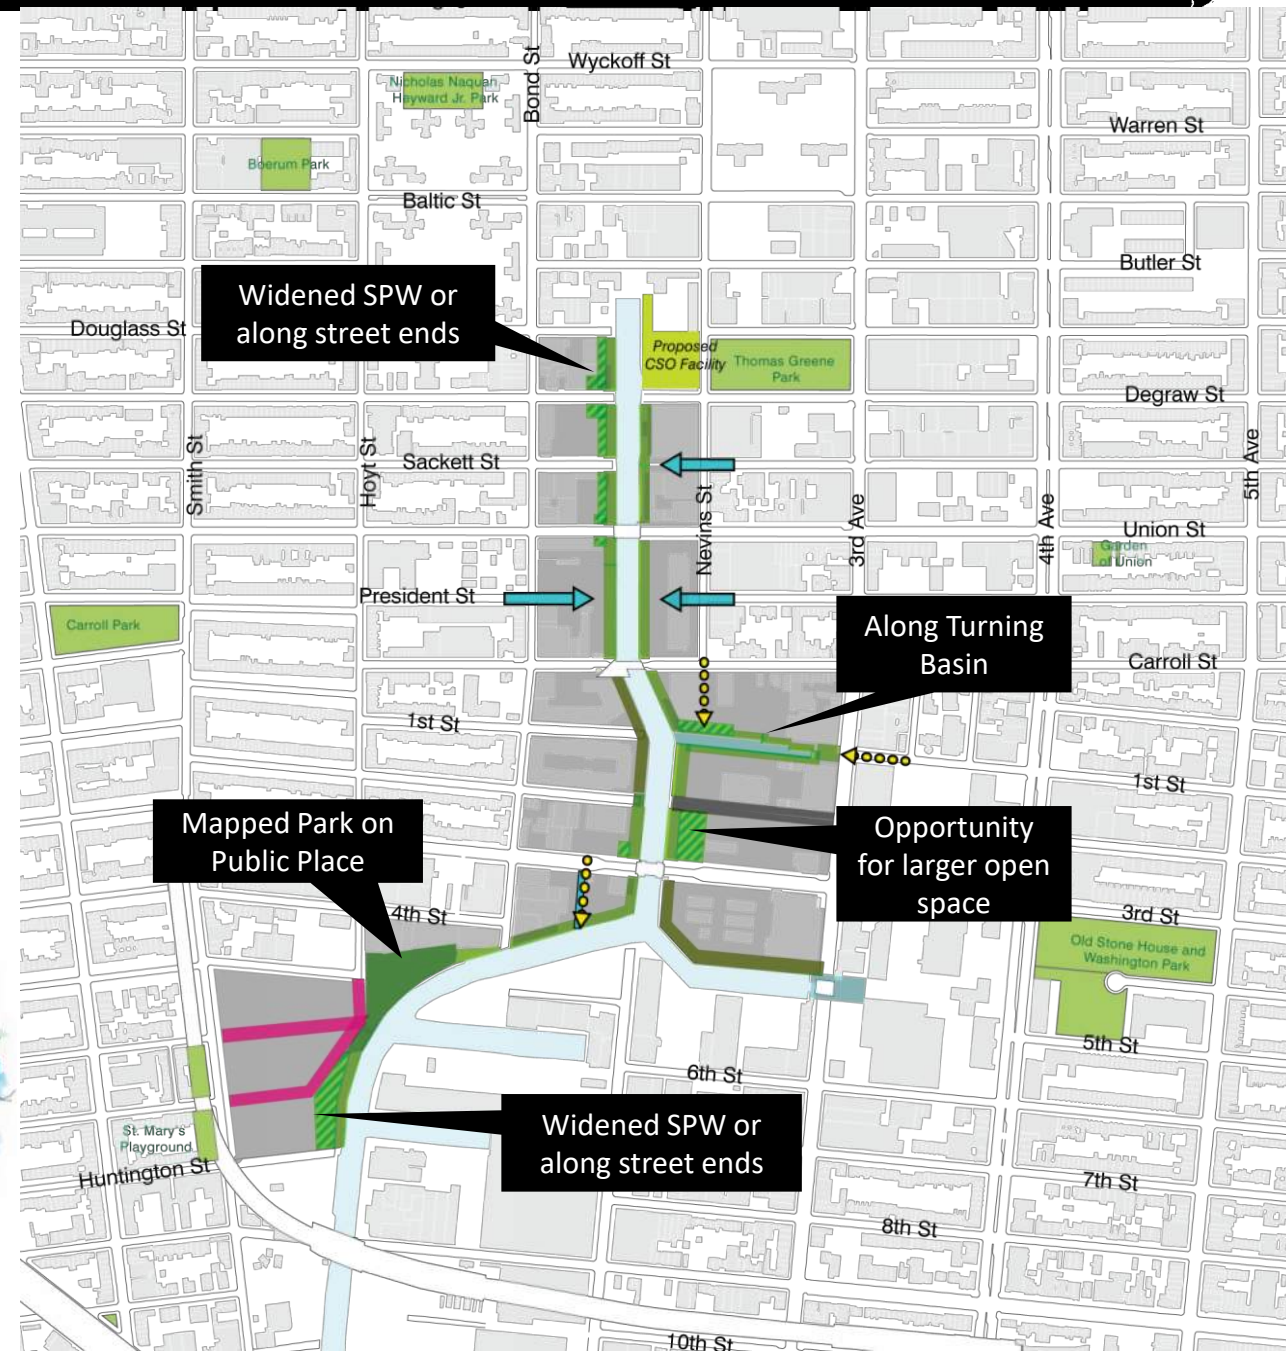 Wyckoff St
Bond St
Nicholas Naquan
Heyward Jr. Park
Warren St
Boerum Park
Baltic St
Butler St
Widened SPW or
along street ends
Douglass St
Proposed
CSO Facility
Thomas Greene
Park
Degraw St
Smith St
Hoyt St
Sackett St
Nevins St
3rd Ave
4th Ave
5th Ave
Union St
Garden
of Union
President St
Carroll Park
Along Turning
Basin
Carroll St
1st St
1st St
Mapped Park on
Public Place
Opportunity
for larger open
space
4th St
3rd St
Old Stone House and
Washington Park
5th St
6th St
Widened SPW or
along street ends
St. Mary's
Playground
Huntington St
7th St
8th St
10th St